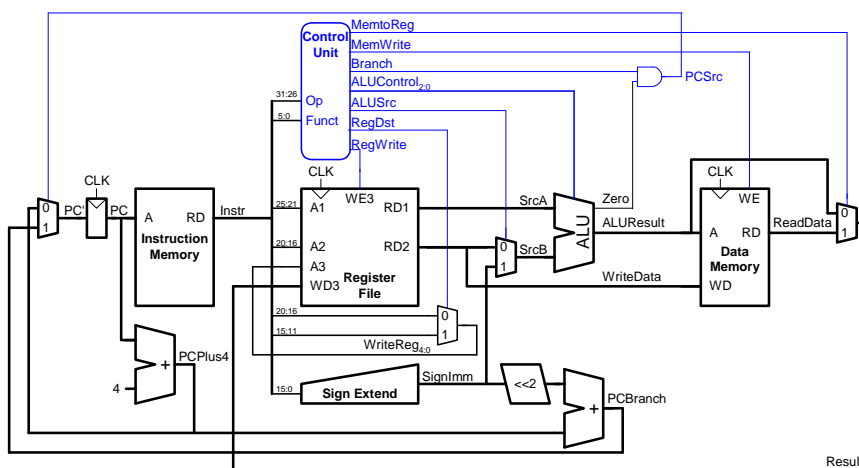 MemtoReg
Control Unit
MemWrite
Branch
ALUControl2:0
PCSrc
31:26
Op
ALUSrc
5:0
Funct
RegDst
RegWrite
CLK
CLK
CLK
WE3
WE
0
1
PC'
PC
A
RD
Instr
Instruction Memory
25:21
A1
RD1
SrcA
Zero
ALU
ALUResult
20:16
A2
RD2
0
1
SrcB
A3
WD3
Register File
A
RD
ReadData
0
1
Data Memory
WD
WriteData
20:16
0
15:11
1
WriteReg4:0
PCPlus4
+
4
15:0
Sign Extend
SignImm
<<2
+
PCBranch
Resul